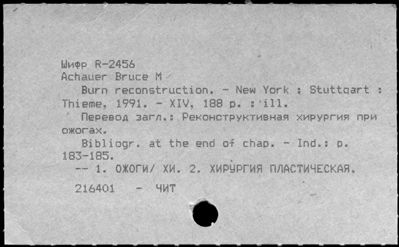 Шифр R-2456
Achauer Bruce M
Burn reconstruction. - New York : Stuttgart :
Thieme, 1991. - XIV, 188 p. : ill.
Перевод загл.: Реконструктивная хирургия при
ожогах.
Bibliogr. at the end of chap. - Ind.: p.
183-185.
-- 1. ОЖОГИ/ ХИ. 2. ХИРУРГИЯ ПЛАСТИЧЕСКАЯ.
216401 - ЧИТ